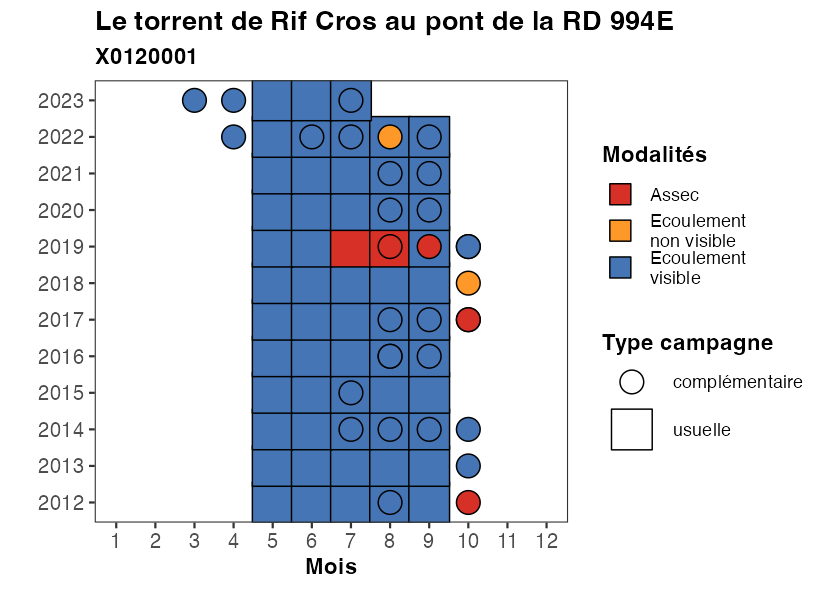 Le torrent de Rif Cros au pont de la RD 994E
X0120001
2023
2022
2021
2020
2019
2018
2017
2016
2015
2014
2013
2012
1 2 3 4 5 6 7 8 9 10 11 12
Mois
Modalités
Assec
Ecoulement
non visible
Ecoulement
visible
Type campagne
complémentaire
usuelle